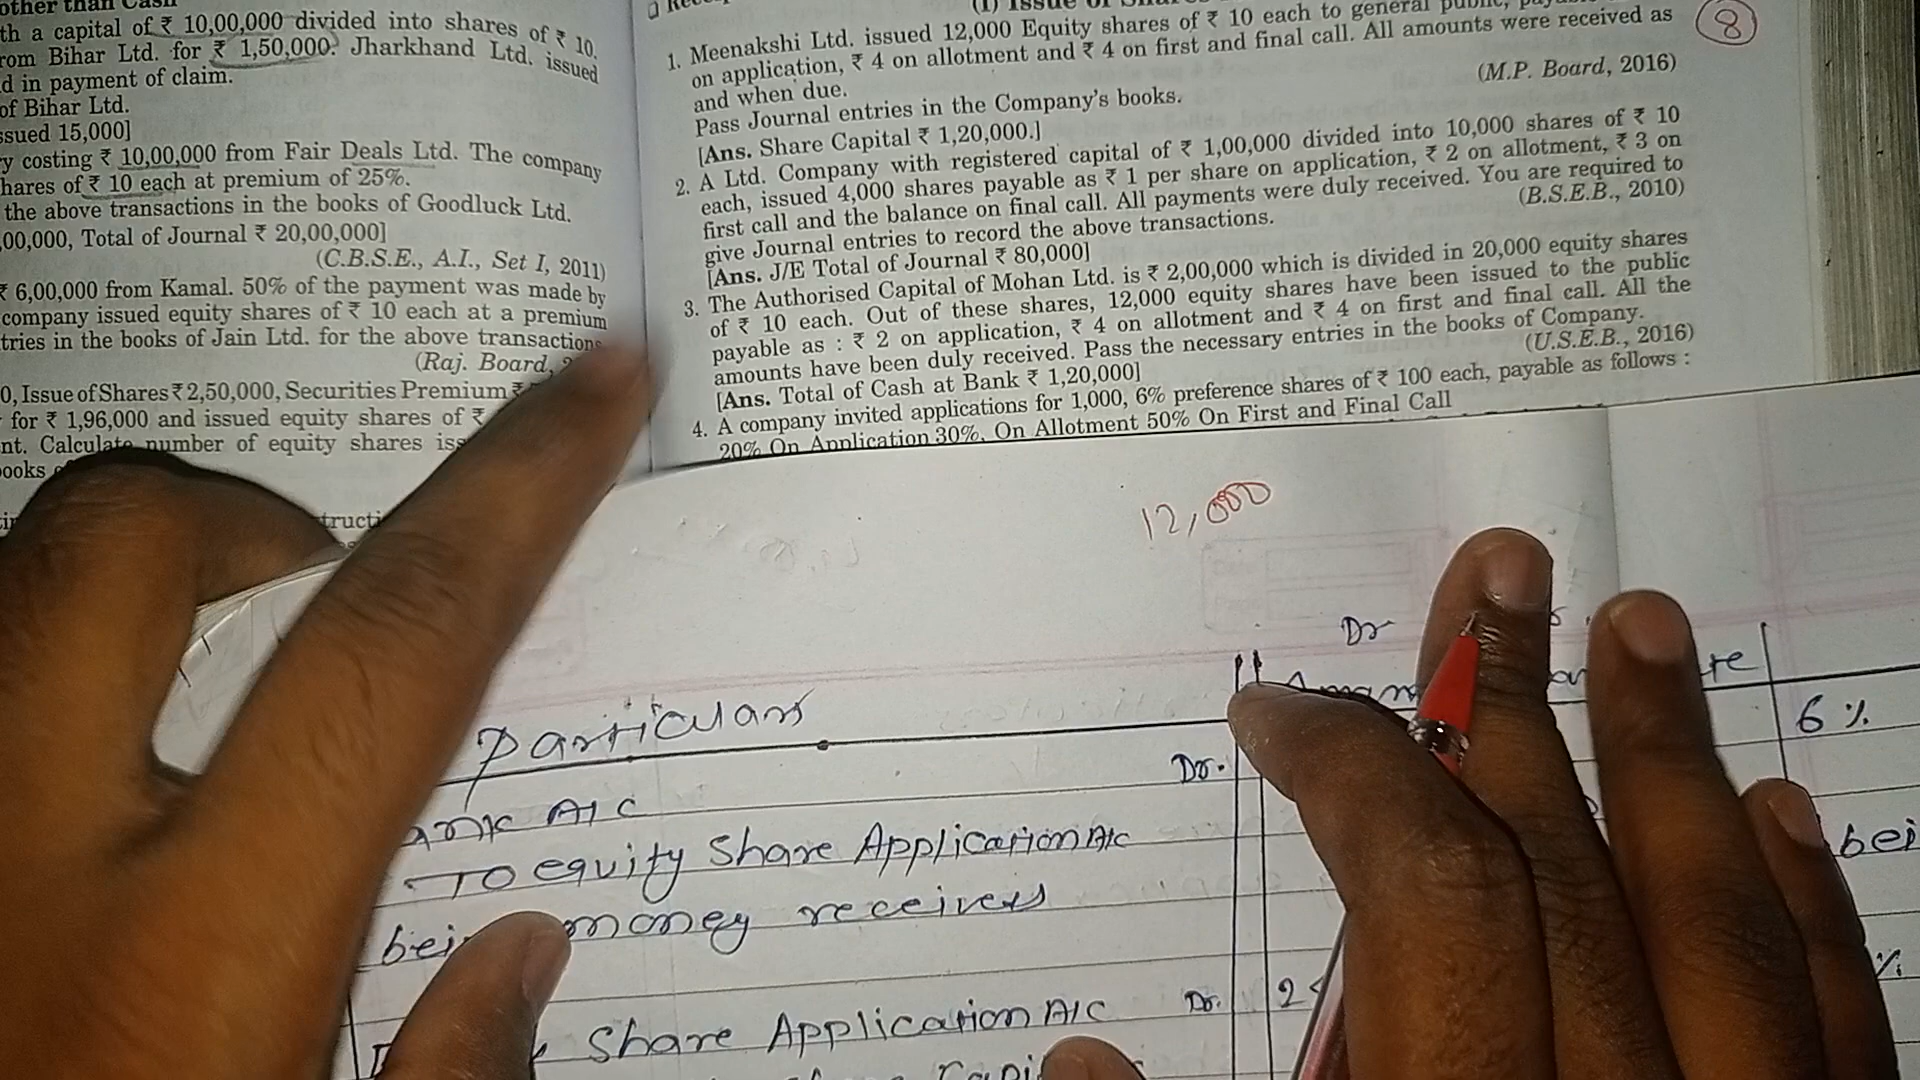 other than Cash
th a capital of ₹ 10,00,000 divided into shares of ₹ 10.
rom Bihar Ltd. for ₹ 1,50,000. Jharkhand Ltd. issued
d in payment of claim.
of Bihar Ltd.
ssued 15,000]
y costing ₹ 10,00,000 from Fair Deals Ltd. The company
hares of ₹ 10 each at premium of 25%.
the above transactions in the books of Goodluck Ltd.
00,000, Total of Journal ₹ 20,00,000]
(C.B.S.E., A.I., Set I, 2011)
₹ 6,00,000 from Kamal. 50% of the payment was made by
company issued equity shares of ₹ 10 each at a premium
tries in the books of Jain Ltd. for the above transactions
(Raj. Board,
0, Issue of Shares ₹ 2,50,000, Securities Premium ₹
for ₹ 1,96,000 and issued equity shares of ₹
nt. Calculate number of equity shares iss
ooks
tructi
1. Meenakshi Ltd. issued 12,000 Equity shares of ₹ 10 each to general public,
on application, ₹ 4 on allotment and ₹ 4 on first and final call. All amounts were received as
and when due.
(M.P. Board, 2016)
Pass Journal entries in the Company's books.
[Ans. Share Capital ₹ 1,20,000.]
2. A Ltd. Company with registered capital of ₹ 1,00,000 divided into 10,000 shares of ₹ 10
each, issued 4,000 shares payable as ₹ 1 per share on application, ₹ 2 on allotment, ₹ 3 on
first call and the balance on final call. All payments were duly received. You are required to
give Journal entries to record the above transactions.
(B.S.E.B., 2010)
[Ans. J/E Total of Journal ₹ 80,000]
3. The Authorised Capital of Mohan Ltd. is ₹ 2,00,000 which is divided in 20,000 equity shares
of ₹ 10 each. Out of these shares, 12,000 equity shares have been issued to the public
payable as : ₹ 2 on application, ₹ 4 on allotment and ₹ 4 on first and final call. All the
amounts have been duly received. Pass the necessary entries in the books of Company.
[Ans. Total of Cash at Bank ₹ 1,20,000]
(U.S.E.B., 2016)
4. A company invited applications for 1,000, 6% preference shares of ₹ 100 each, payable as follows :
20% On Application 30%, On Allotment 50% On First and Final Call
8
12,000
Dr
Particulars
6 %
ank A/C Dr.
To equity Share Application A/c
bei money receivers
bei
Share Application A/C Dr. 2
%